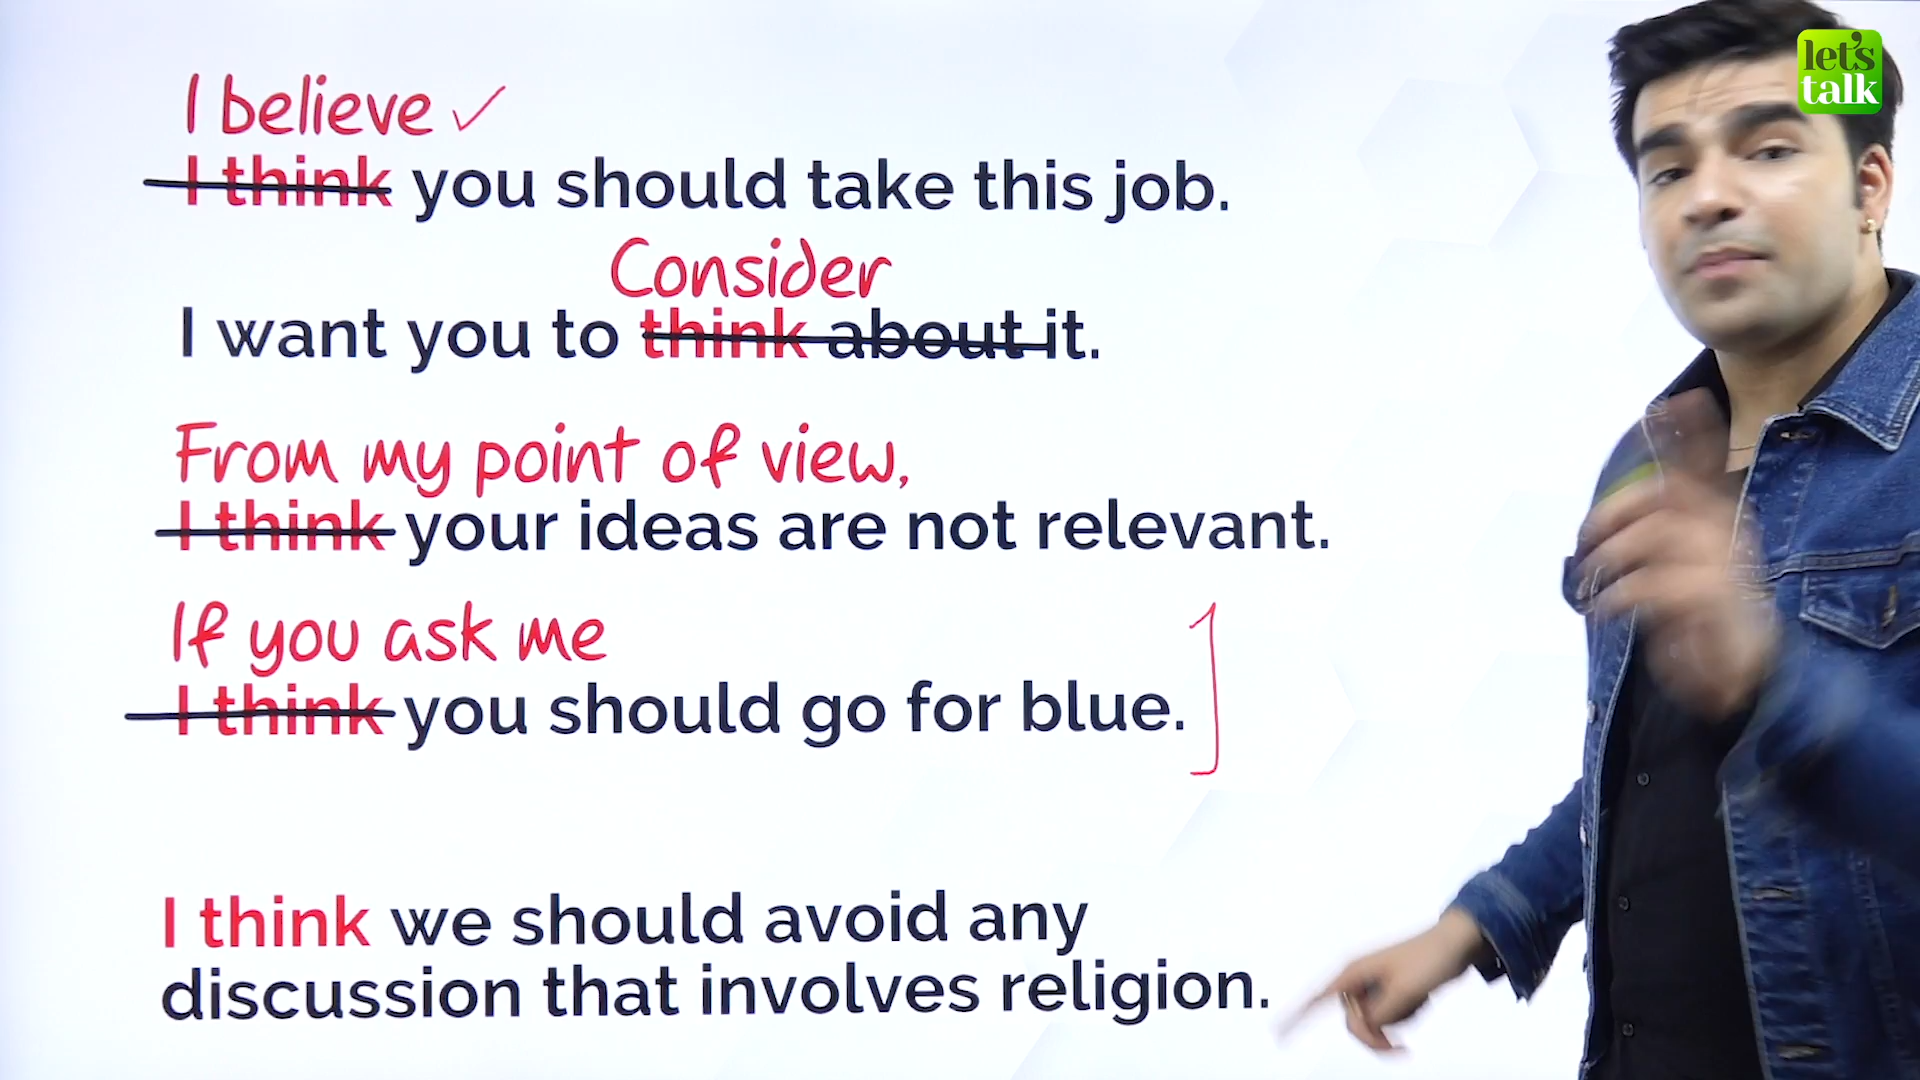 let's
talk
I believe ✓
I think you should take this job.
Consider
I want you to think about it.
From my point of view,
I think your ideas are not relevant.
If you ask me
I think you should go for blue.
I think we should avoid any
discussion that involves religion.